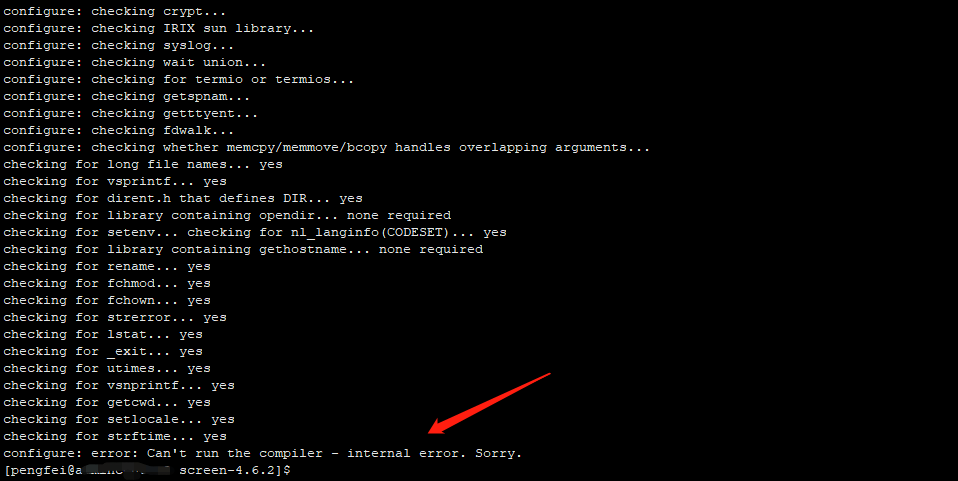 configure: checking crypt...
configure: checking IRIX sun library...
configure: checking syslog...
configure: checking wait union...
configure: checking for termio or termios...
configure: checking getspnam...
configure: checking getttyent...
configure: checking fdwalk...
configure: checking whether memcpy/memmove/bcopy handles overlapping arguments...
checking for long file names... yes
checking for vsprintf... yes
checking for dirent.h that defines DIR... yes
checking for library containing opendir... none required
checking for setenv... checking for nl_langinfo(CODESET)... yes
checking for library containing gethostname... none required
checking for rename... yes
checking for fchmod... yes
checking for fchown... yes
checking for strerror... yes
checking for lstat... yes
checking for _exit... yes
checking for utimes... yes
checking for vsnprintf... yes
checking for getcwd... yes
checking for setlocale... yes
checking for strftime... yes
configure: error: Can't run the compiler - internal error. Sorry.
[pengfei@a screen-4.6.2]$